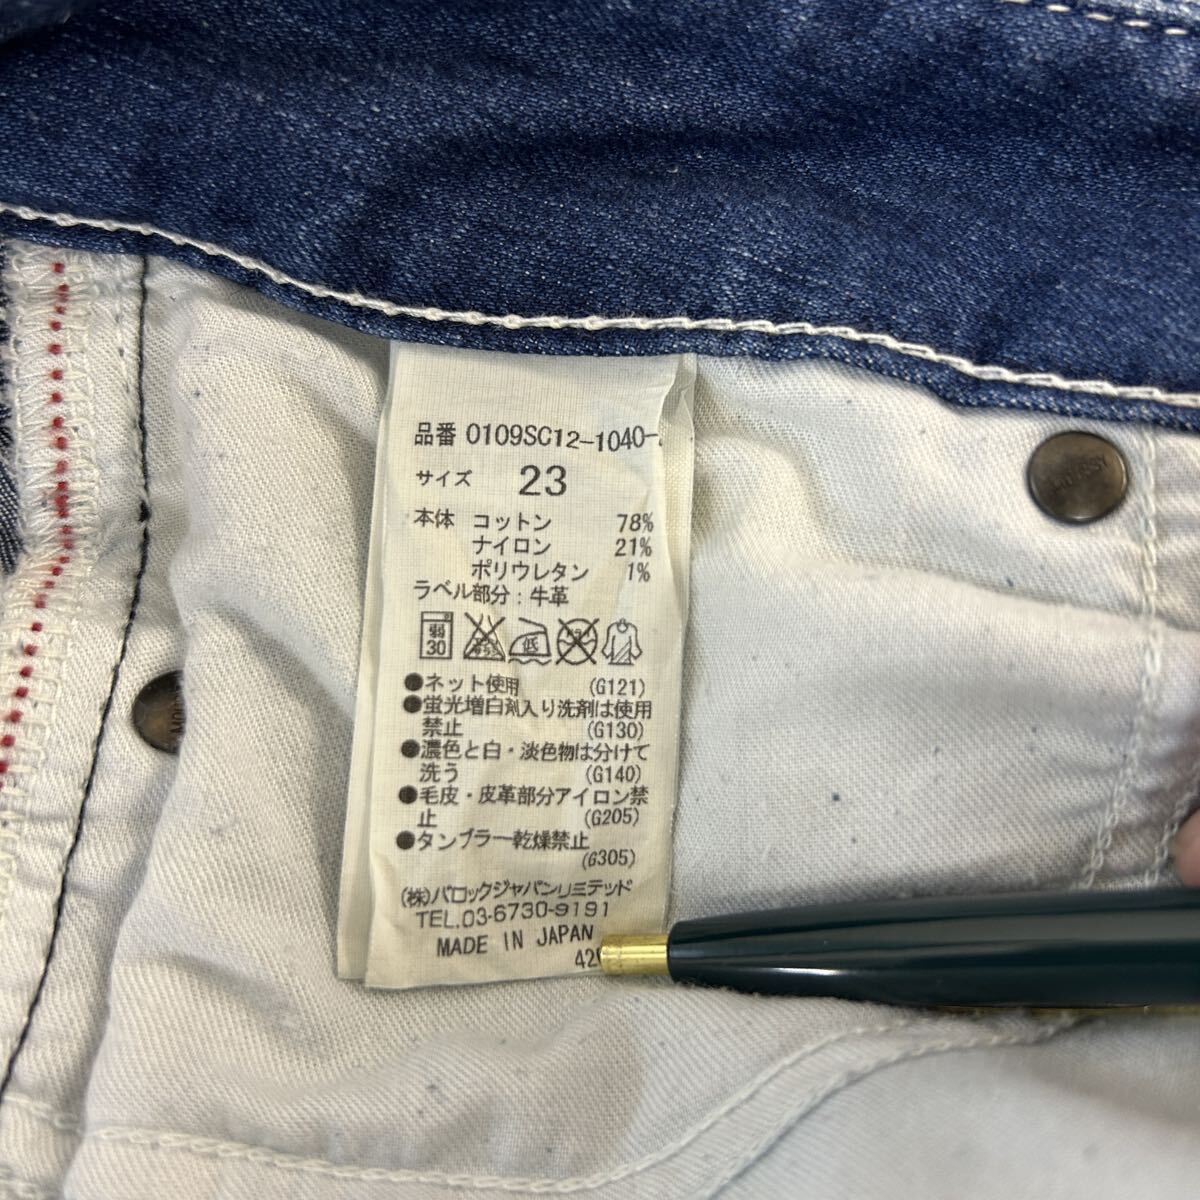 品番 0109SC12-1040-
サイズ 23
本体 コットン 78%
ナイロン 21%
ポリウレタン 1%
ラベル部分：牛革
弱 30 低
●ネット使用 (G121)
●蛍光増白剤入り洗剤は使用
禁止 (G130)
●濃色と白・淡色物は分けて
洗う (G140)
●毛皮・皮革部分アイロン禁
止 (G205)
●タンブラー乾燥禁止
(G305)
(株)バロックジャパンリミテッド
TEL.03-6730-9191
MADE IN JAPAN